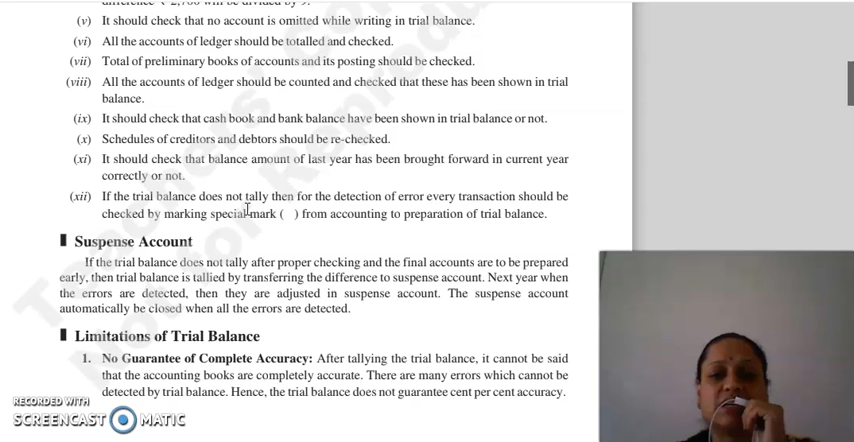 (v) It should check that no account is omitted while writing in trial balance.
(vi) All the accounts of ledger should be totalled and checked.
(vii) Total of preliminary books of accounts and its posting should be checked.
(viii) All the accounts of ledger should be counted and checked that these has been shown in trial
balance.
(ix) It should check that cash book and bank balance have been shown in trial balance or not.
(x) Schedules of creditors and debtors should be re-checked.
(xi) It should check that balance amount of last year has been brought forward in current year
correctly or not.
(xii) If the trial balance does not tally then for the detection of error every transaction should be
checked by marking special mark ( ) from accounting to preparation of trial balance.
Suspense Account
If the trial balance does not tally after proper checking and the final accounts are to be prepared
early, then trial balance is tallied by transferring the difference to suspense account. Next year when
the errors are detected, then they are adjusted in suspense account. The suspense account
automatically be closed when all the errors are detected.
Limitations of Trial Balance
1. No Guarantee of Complete Accuracy: After tallying the trial balance, it cannot be said
that the accounting books are completely accurate. There are many errors which cannot be
detected by trial balance. Hence, the trial balance does not guarantee cent per cent accuracy.
RECORDED WITH
SCREENCAST MATIC